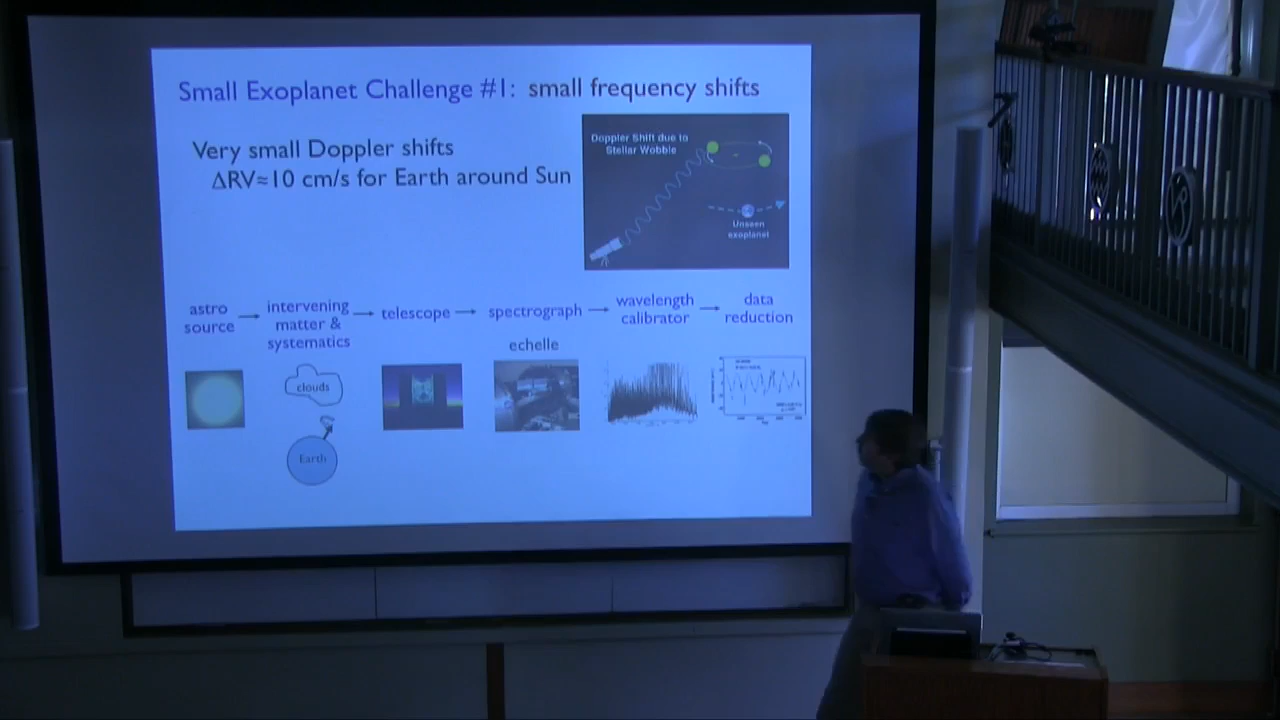 Small Exoplanet Challenge #1: small frequency shifts
Very small Doppler shifts
ΔRV≈10 cm/s for Earth around Sun
Doppler Shift due to
Stellar Wobble
Unseen
exoplanet
astro
source
intervening
matter &
systematics
telescope
spectrograph
wavelength
calibrator
data
reduction
echelle
clouds
Earth